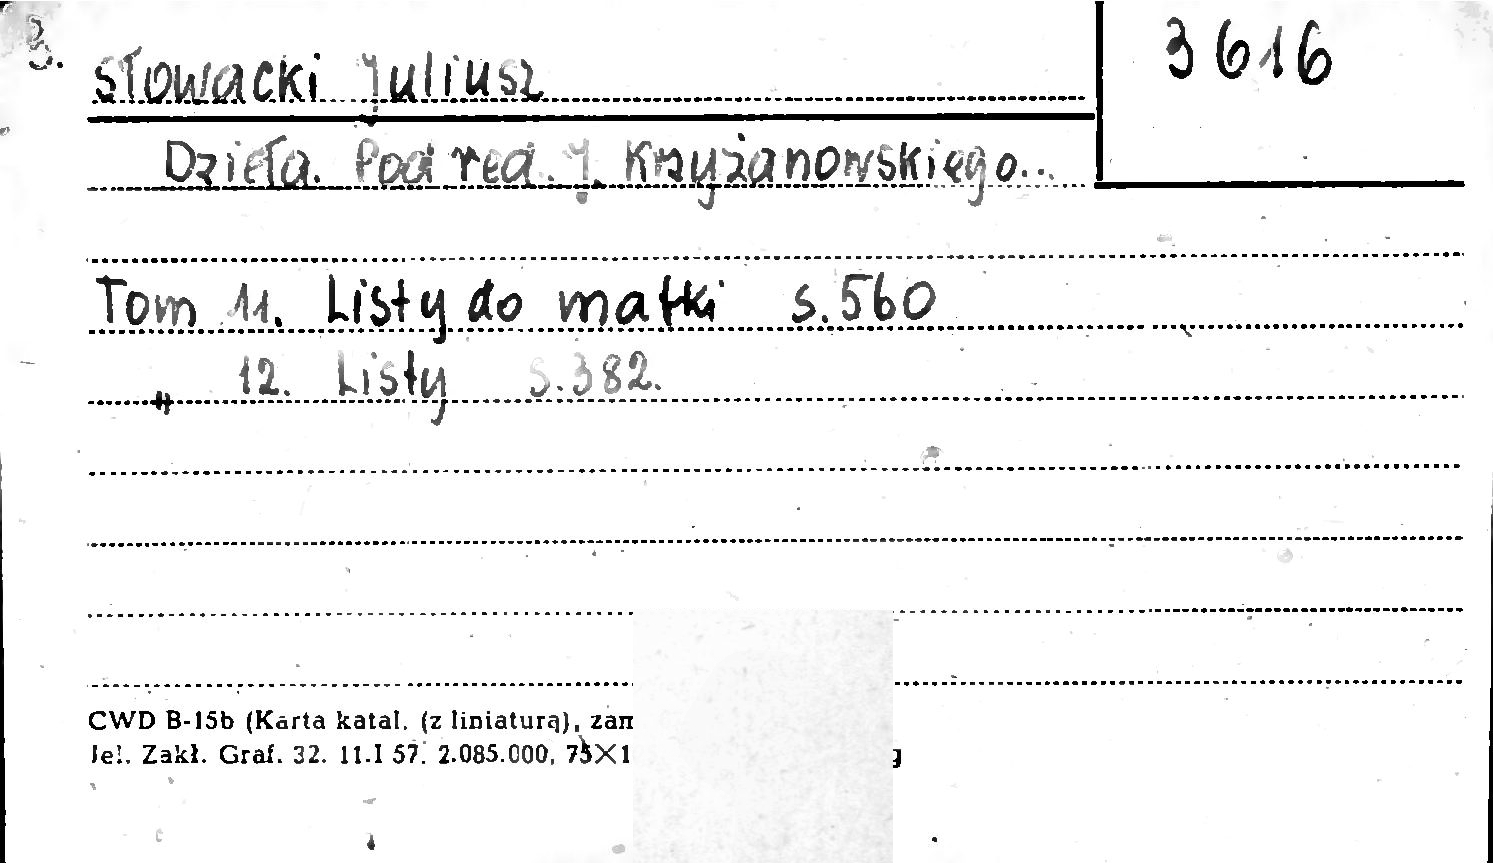 3.
Słowacki Juliusz
3616
Dzieła. Pod red. J. Krzyżanowskiego...
Tom 11. Listy do matki s. 560
" 12. Listy s. 382.
CWD B-15b (Karta katal. (z liniaturą), zam
Jel. Zakł. Graf. 32. 11.I 57. 2.085.000, 75X1